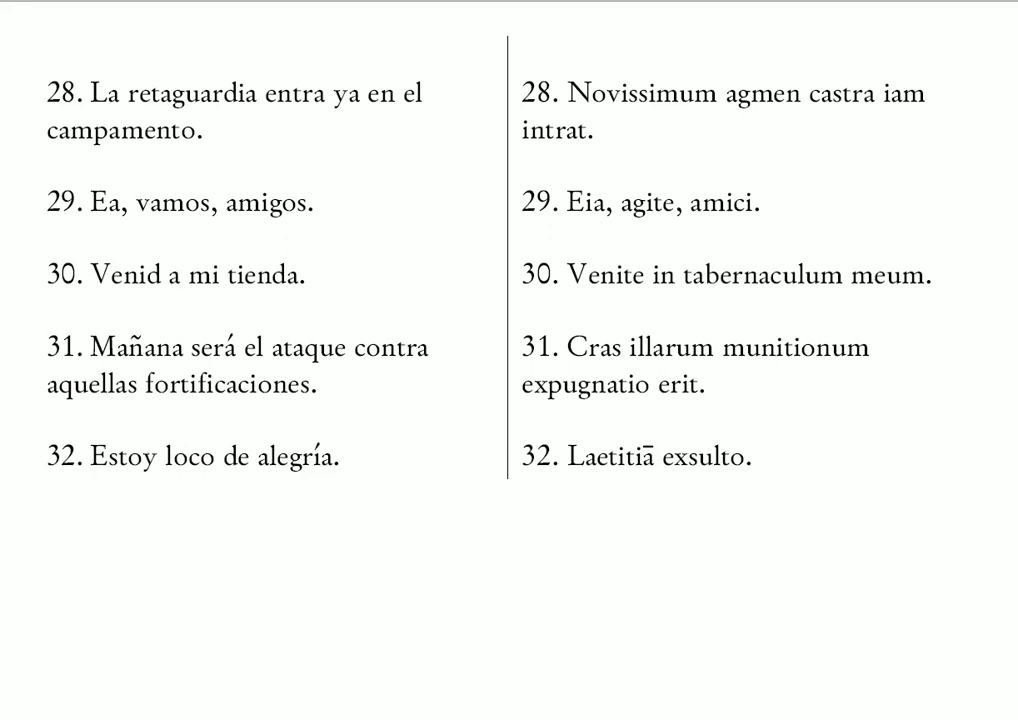 28. La retaguardia entra ya en el
campamento.
29. Ea, vamos, amigos.
30. Venid a mi tienda.
31. Mañana será el ataque contra
aquellas fortificaciones.
32. Estoy loco de alegría.
28. Novissimum agmen castra iam
intrat.
29. Eia, agite, amici.
30. Venite in tabernaculum meum.
31. Cras illarum munitionum
expugnatio erit.
32. Laetitiā exsulto.